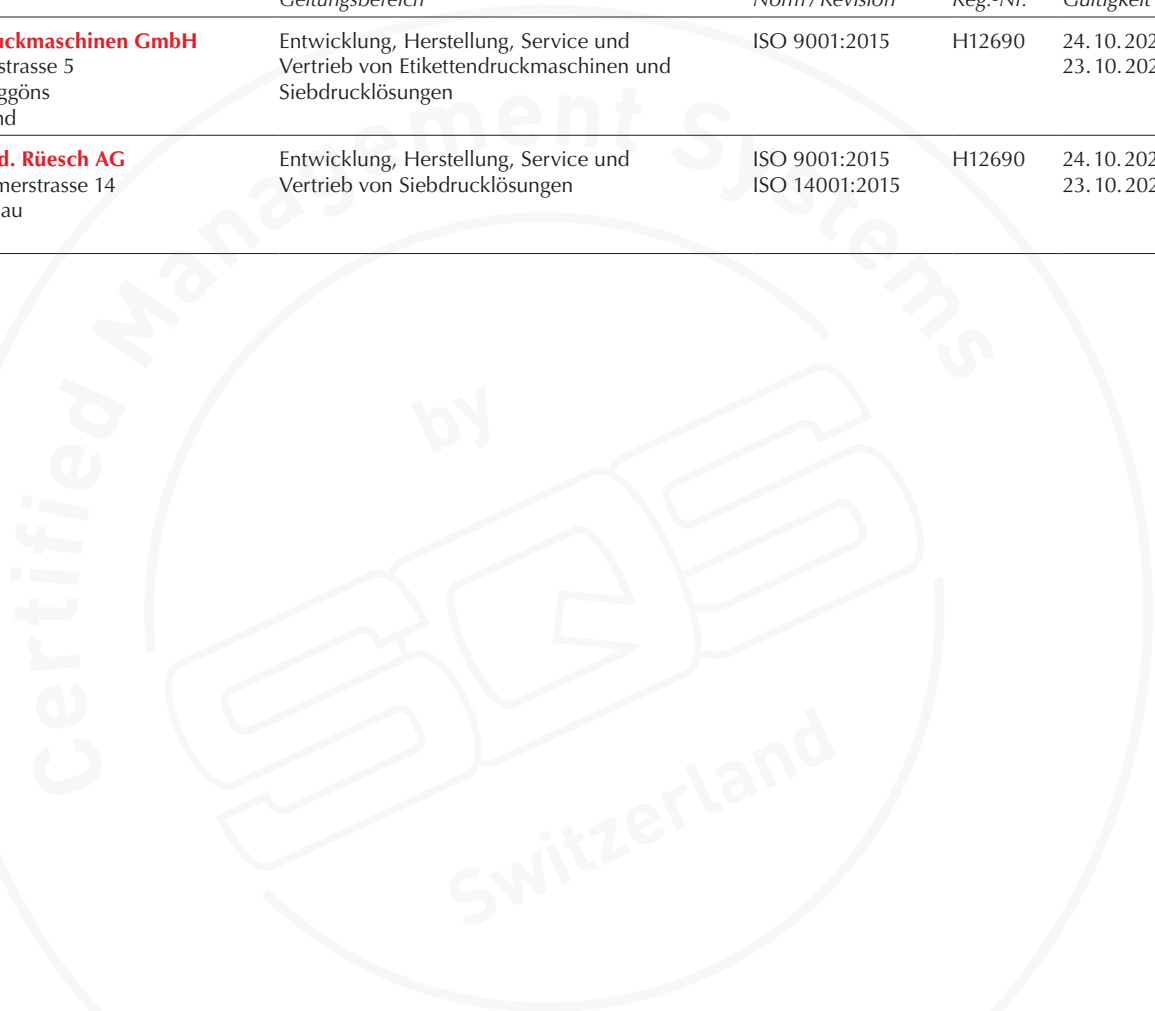 Geltungsbereich Norm / Revision Reg.-Nr. Gültigkeit
uckmaschinen GmbH Entwicklung, Herstellung, Service und ISO 9001:2015 H12690 24. 10. 202
strasse 5 Vertrieb von Etikettendruckmaschinen und 23. 10. 202
ggöns Siebdrucklösungen
nd
d. Rüesch AG Entwicklung, Herstellung, Service und ISO 9001:2015 H12690 24. 10. 202
merstrasse 14 Vertrieb von Siebdrucklösungen ISO 14001:2015 23. 10. 202
au
Certified Management Systems
by
SQS
Switzerland